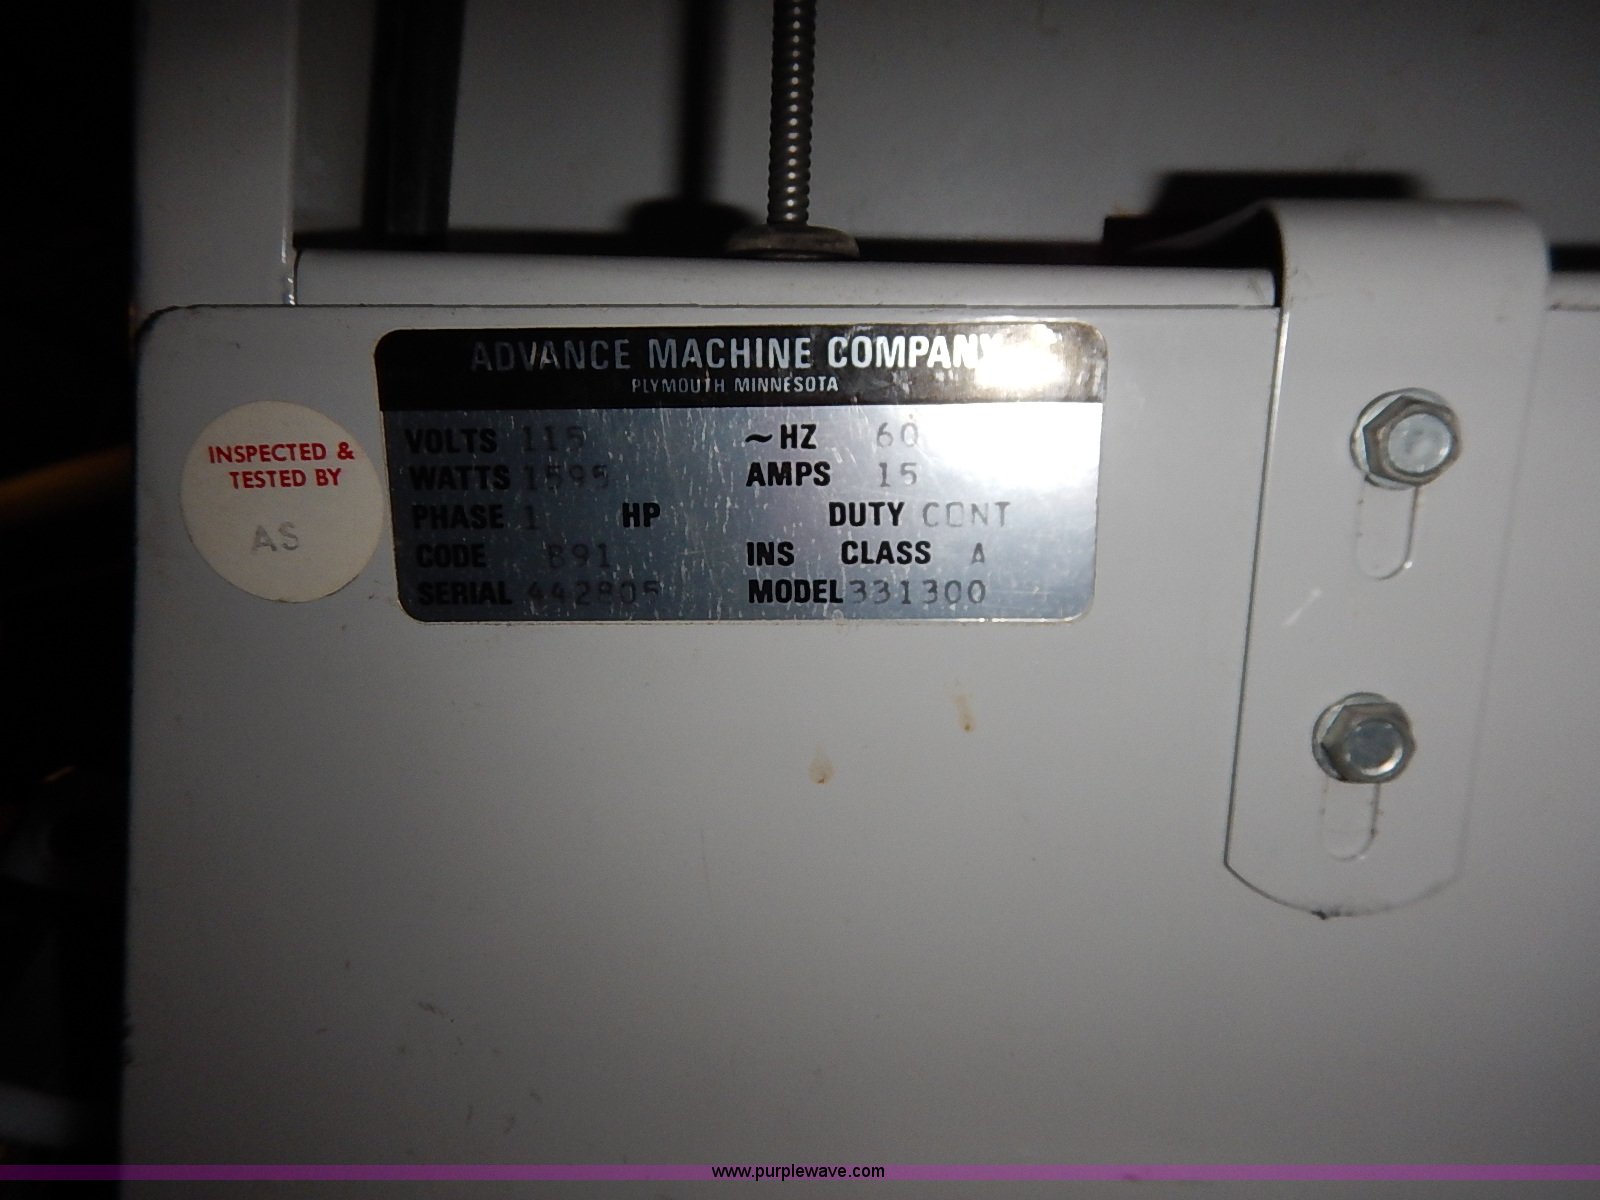 ADVANCE MACHINE COMPANY
PLYMOUTH MINNESOTA
VOLTS 115 ~HZ 60
WATTS 1595 AMPS 15
PHASE 1 HP DUTY CONT
CODE B91 INS CLASS A
SERIAL 442805 MODEL 331300
INSPECTED &
TESTED BY
AS
www.purplewave.com